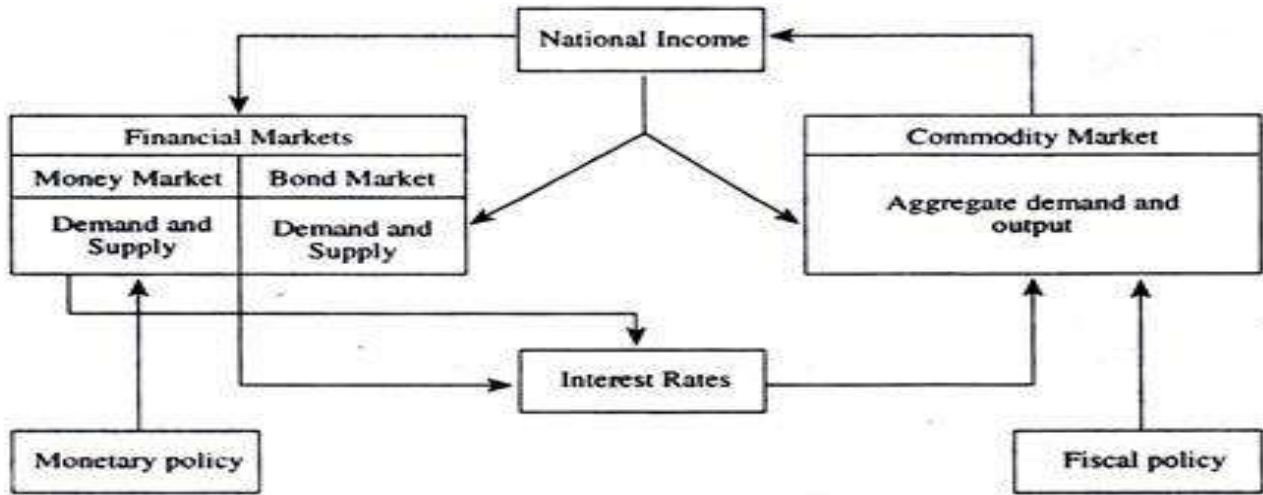 National Income
Financial Markets
Money Market
Bond Market
Demand and
Supply
Demand and
Supply
Commodity Market
Aggregate demand and
output
Interest Rates
Monetary policy
Fiscal policy